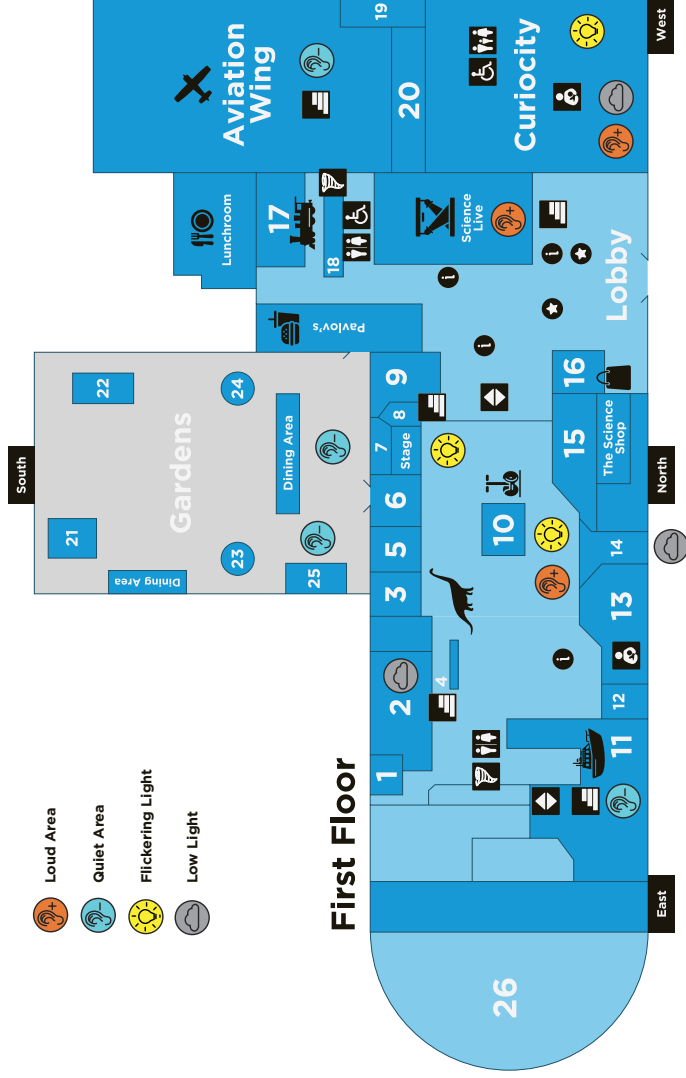 First Floor
Loud Area
Quiet Area
Flickering Light
Low Light
South
North
East
West
Gardens
21
22
23
24
25
Dining Area
Dining Area
Lunchroom
Pavlov's
Aviation
Wing
17
18
19
20
Curiocity
Science
Live
Lobby
1
2
3
4
5
6
7
Stage
8
9
10
11
12
13
14
15
The Science
Shop
16
26
i
i
i
i